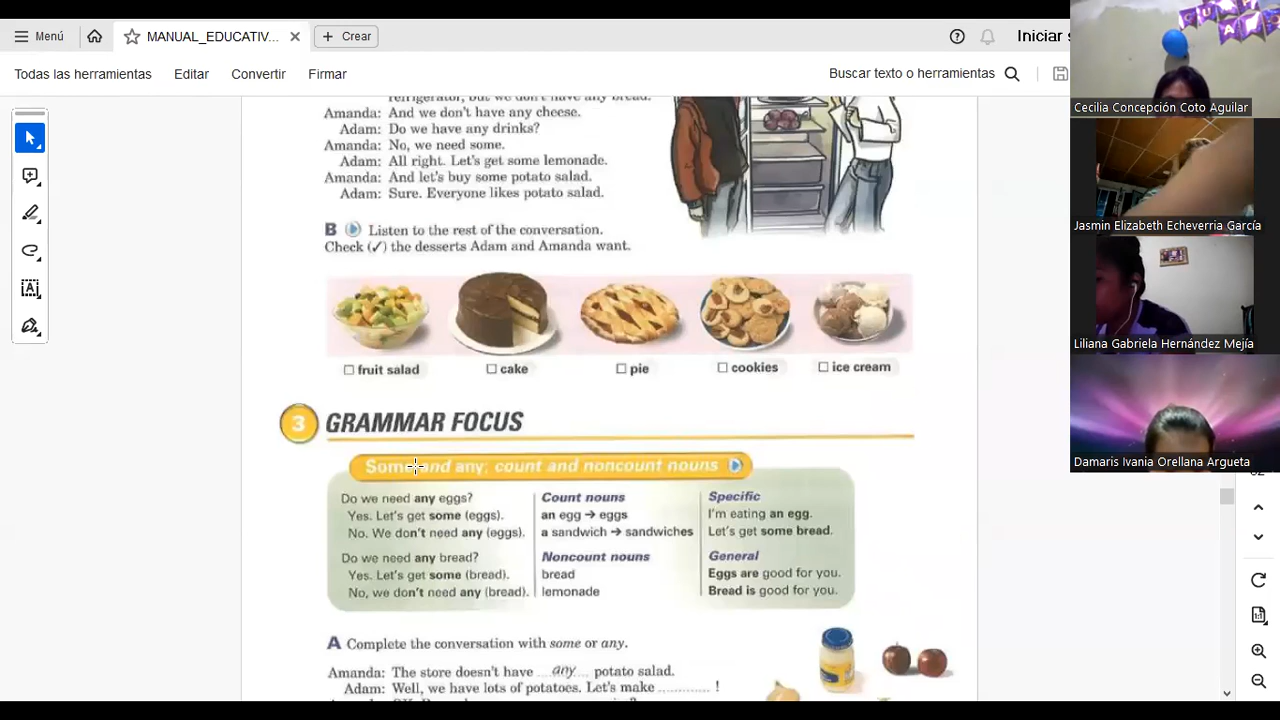 Menú
MANUAL_EDUCATIV...
Crear
Iniciar s
Todas las herramientas
Editar
Convertir
Firmar
Buscar texto o herramientas
refrigerator, but we don't have any bread.
Amanda: And we don't have any cheese.
Adam: Do we have any drinks?
Amanda: No, we need some.
Adam: All right. Let's get some lemonade.
Amanda: And let's buy some potato salad.
Adam: Sure. Everyone likes potato salad.
B Listen to the rest of the conversation.
Check (✓) the desserts Adam and Amanda want.
fruit salad
cake
pie
cookies
ice cream
3 GRAMMAR FOCUS
Some and any; count and noncount nouns
Do we need any eggs?
Yes. Let's get some (eggs).
No. We don't need any (eggs).
Do we need any bread?
Yes. Let's get some (bread).
No, we don't need any (bread).
Count nouns
an egg → eggs
a sandwich → sandwiches
Noncount nouns
bread
lemonade
Specific
I'm eating an egg.
Let's get some bread.
General
Eggs are good for you.
Bread is good for you.
A Complete the conversation with some or any.
Amanda: The store doesn't have any potato salad.
Adam: Well, we have lots of potatoes. Let's make ............ !
Cecilia Concepción Coto Aguilar
Jasmin Elizabeth Echeverria García
Liliana Gabriela Hernández Mejía
Damaris Ivania Orellana Argueta